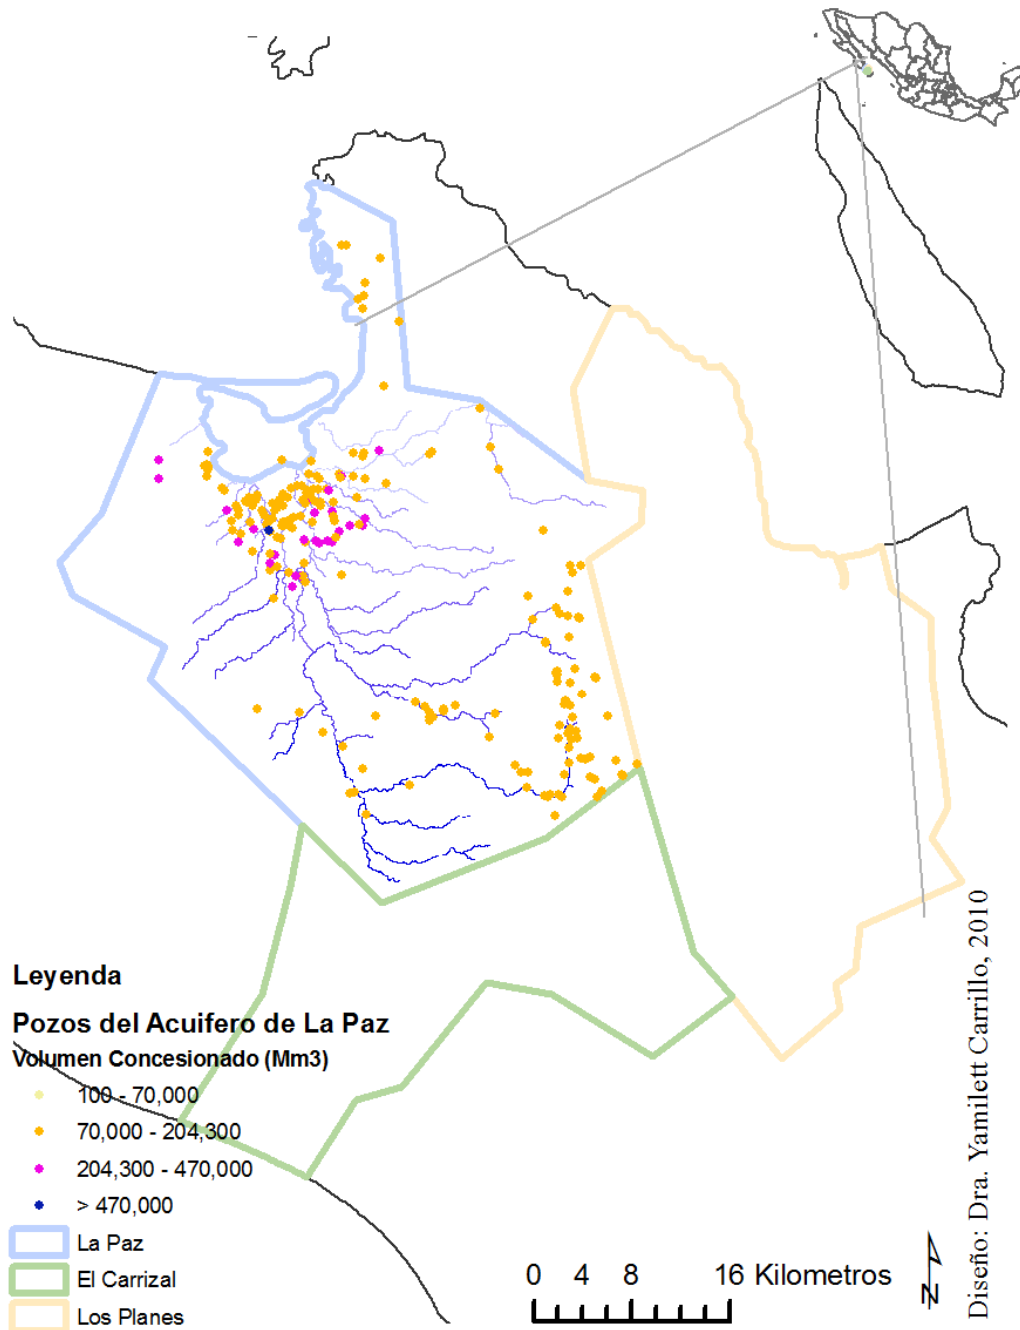 Leyenda
Pozos del Acuifero de La Paz
Volumen Concesionado (Mm3)
100 - 70,000
70,000 - 204,300
204,300 - 470,000
> 470,000
La Paz
El Carrizal
Los Planes
0 4 8 16 Kilometros
N
Diseño: Dra. Yamilett Carrillo, 2010